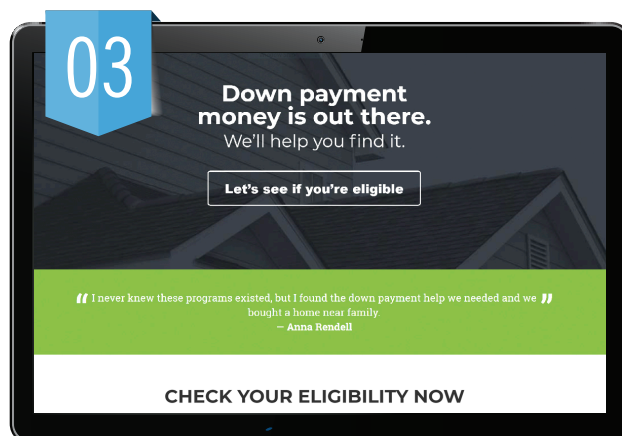 03
Down payment
money is out there.
We'll help you find it.
Let's see if you're eligible
“ I never knew these programs existed, but I found the down payment help we needed and we ”
bought a home near family.
— Anna Rendell
CHECK YOUR ELIGIBILITY NOW